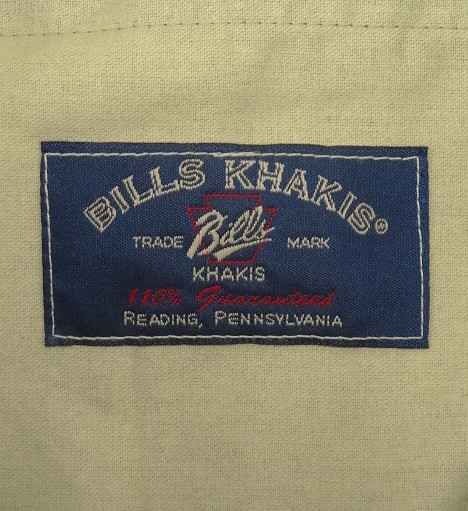 BILLS KHAKIS®
TRADE Bills MARK
KHAKIS
110% Guaranteed
READING, PENNSYLVANIA